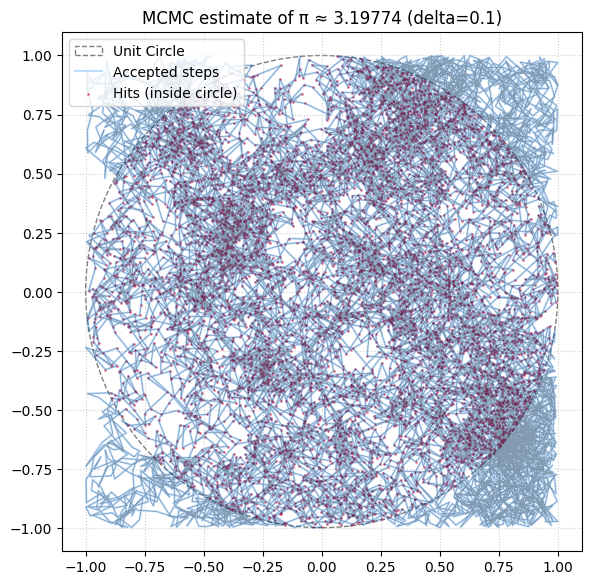 MCMC estimate of π ≈ 3.19774 (delta=0.1)
Unit Circle
Accepted steps
Hits (inside circle)
1.00
0.75
0.50
0.25
0.00
−0.25
−0.50
−0.75
−1.00
−1.00 −0.75 −0.50 −0.25 0.00 0.25 0.50 0.75 1.00